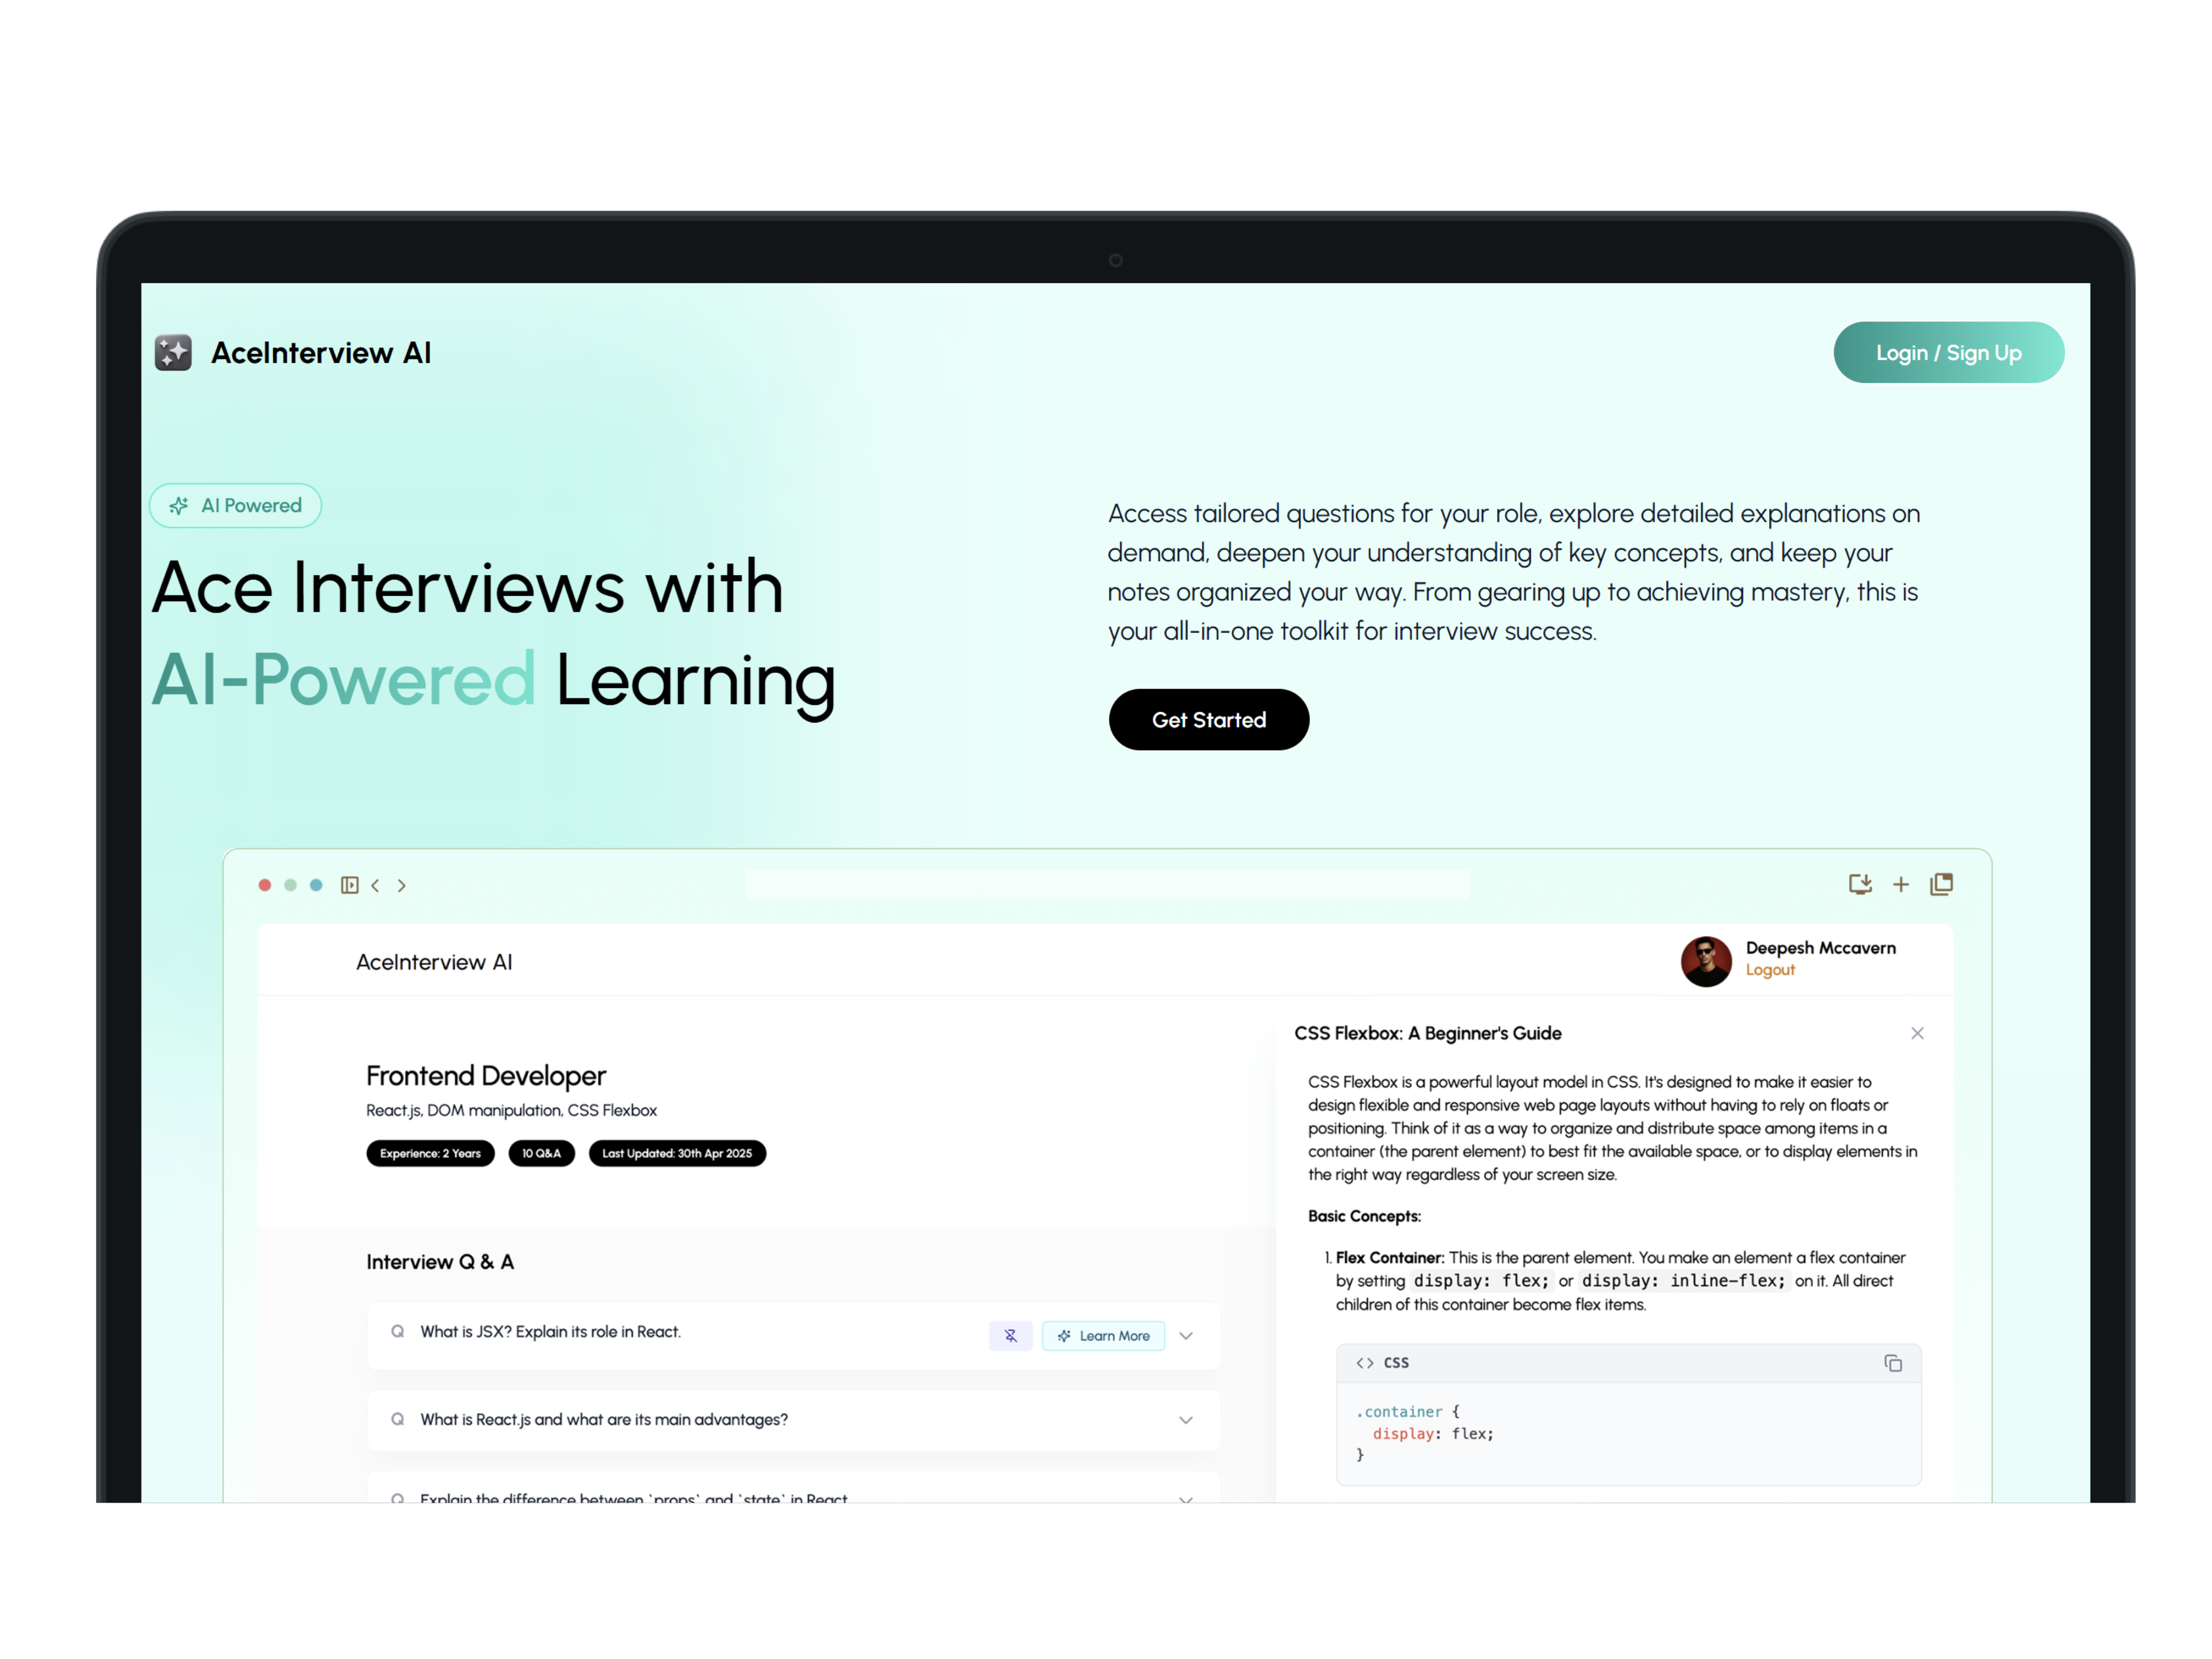 AceInterview AI
Login / Sign Up
AI Powered
Ace Interviews with
AI-Powered Learning
Access tailored questions for your role, explore detailed explanations on
demand, deepen your understanding of key concepts, and keep your
notes organized your way. From gearing up to achieving mastery, this is
your all-in-one toolkit for interview success.
Get Started
AceInterview AI
Deepesh Mccavern
Logout
Frontend Developer
React.js, DOM manipulation, CSS Flexbox
Experience: 2 Years
10 Q&A
Last Updated: 30th Apr 2025
Interview Q & A
Q What is JSX? Explain its role in React.
Learn More
Q What is React.js and what are its main advantages?
Q Explain the difference between `props` and `state` in React.
CSS Flexbox: A Beginner's Guide
CSS Flexbox is a powerful layout model in CSS. It's designed to make it easier to
design flexible and responsive web page layouts without having to rely on floats or
positioning. Think of it as a way to organize and distribute space among items in a
container (the parent element) to best fit the available space, or to display elements in
the right way regardless of your screen size.
Basic Concepts:
1. Flex Container: This is the parent element. You make an element a flex container
by setting display: flex; or display: inline-flex; on it. All direct
children of this container become flex items.
<> CSS
.container {
display: flex;
}